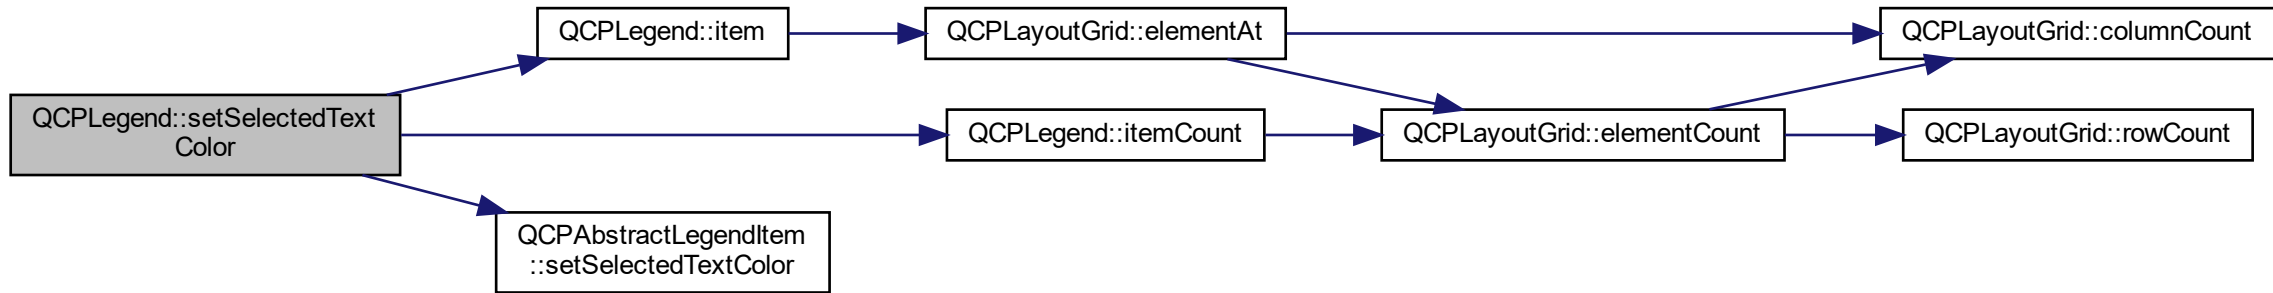 QCPLegend::setSelectedText
Color
QCPLegend::item
QCPLayoutGrid::elementAt
QCPLayoutGrid::columnCount
QCPLegend::itemCount
QCPLayoutGrid::elementCount
QCPLayoutGrid::rowCount
QCPAbstractLegendItem
::setSelectedTextColor